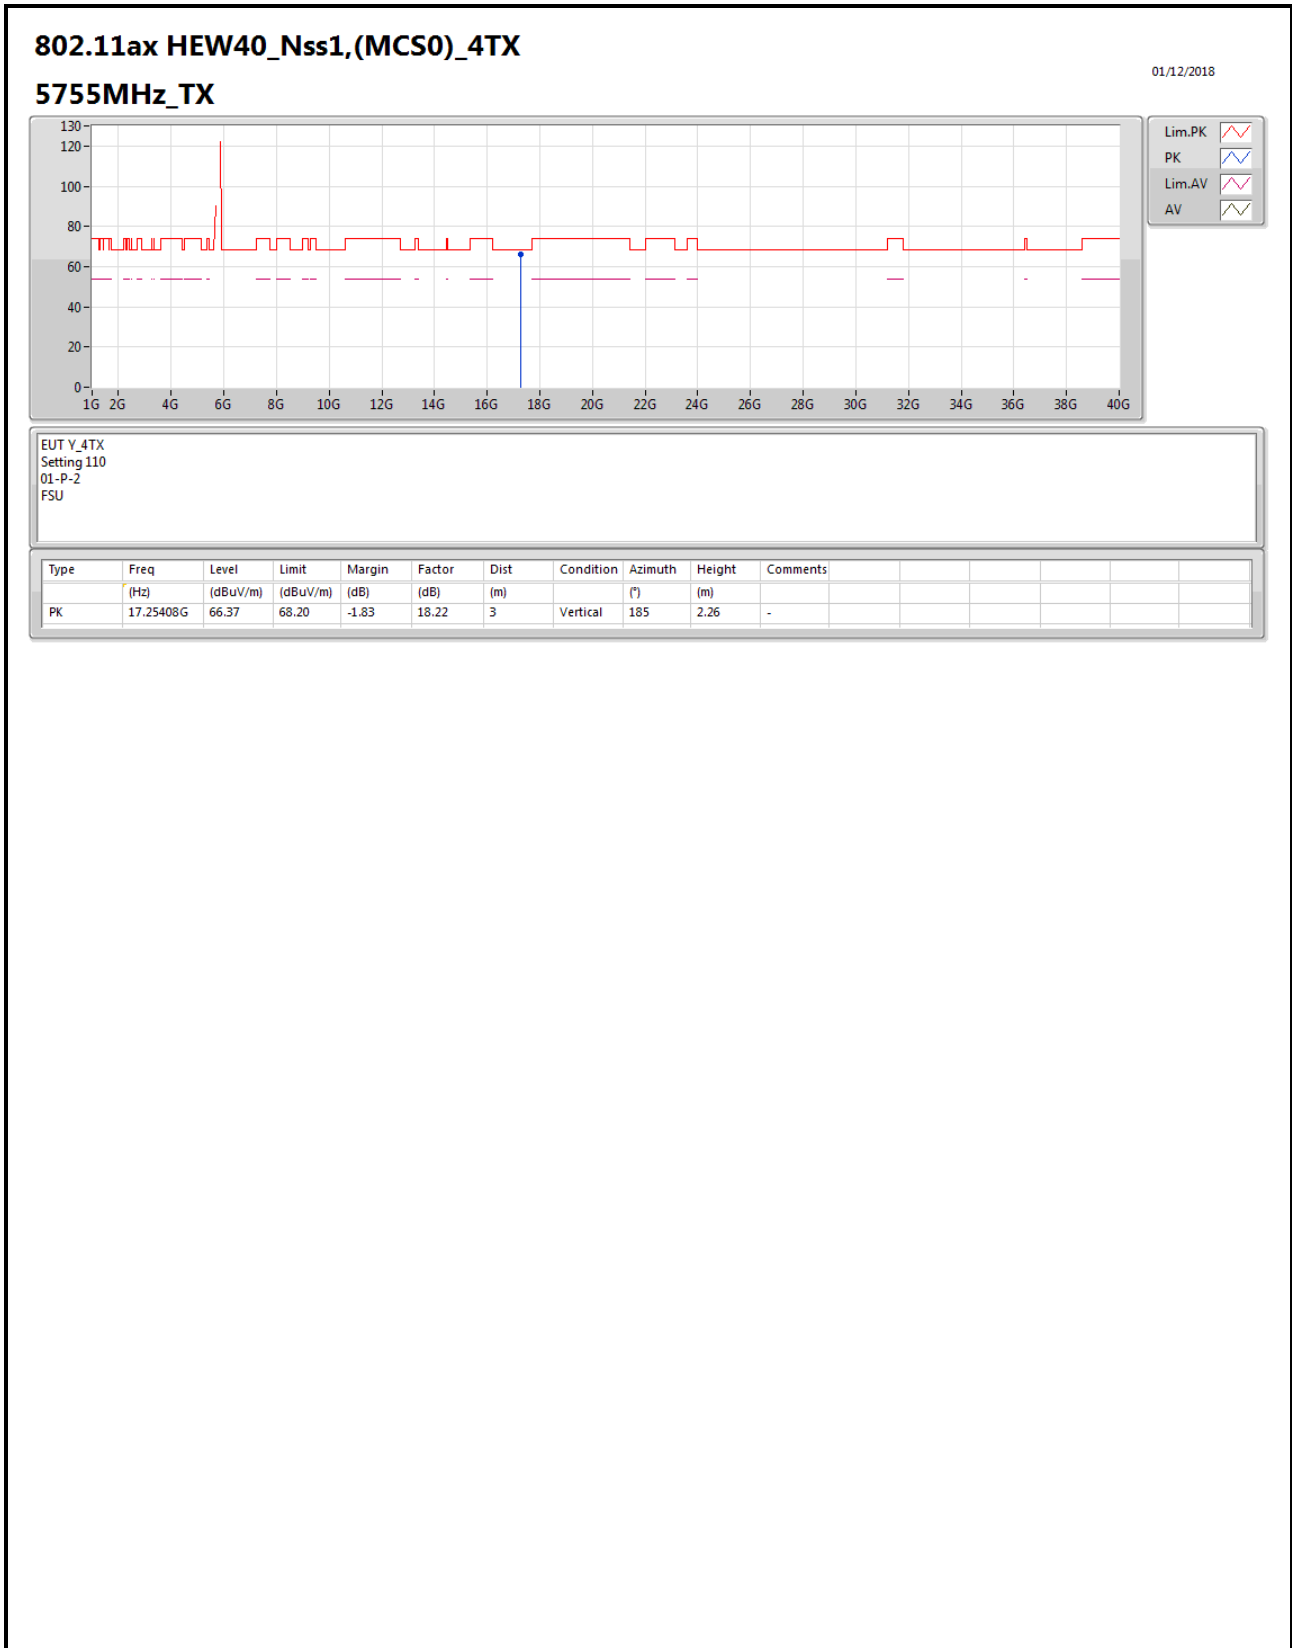 802.11ax HEW40_Nss1,(MCS0)_4TX
01/12/2018
5755MHz_TX
130
120
100
80
60
40
20
0
1G 2G 4G 6G 8G 10G 12G 14G 16G 18G 20G 22G 24G 26G 28G 30G 32G 34G 36G 38G 40G
Lim.PK
PK
Lim.AV
AV
EUT Y_4TX
Setting 110
01-P-2
FSU
Type Freq Level Limit Margin Factor Dist Condition Azimuth Height Comments
(Hz) (dBuV/m) (dBuV/m) (dB) (dB) (m) (°) (m)
PK 17.25408G 66.37 68.20 -1.83 18.22 3 Vertical 185 2.26 -